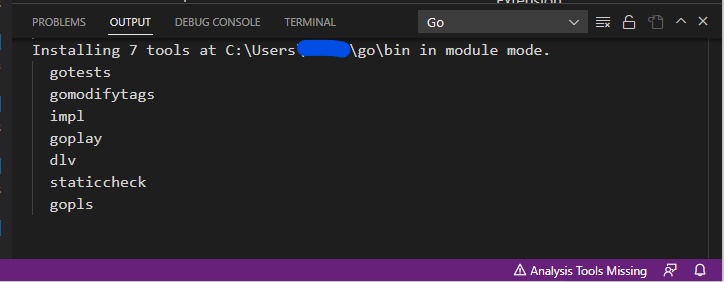 PROBLEMS OUTPUT DEBUG CONSOLE TERMINAL Go
Installing 7 tools at C:\Users\ \go\bin in module mode.
gotests
gomodifytags
impl
goplay
dlv
staticcheck
gopls
Analysis Tools Missing